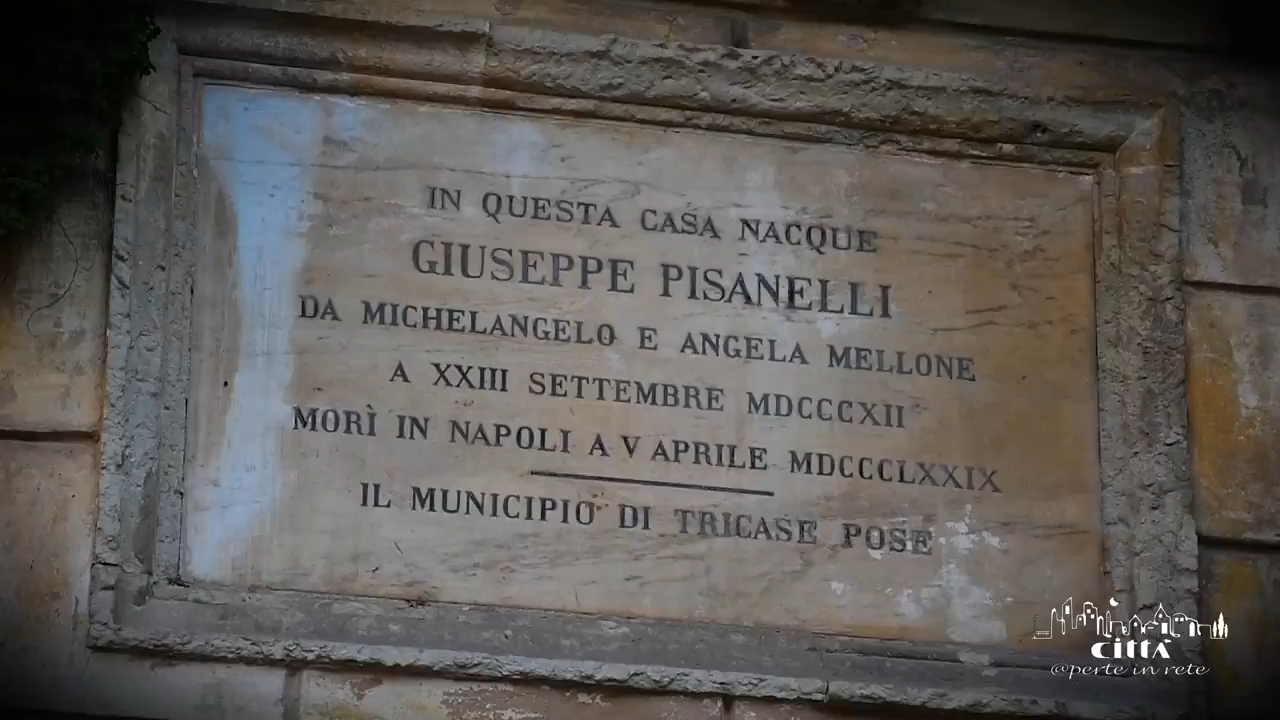 IN QUESTA CASA NACQUE
GIUSEPPE PISANELLI
DA MICHELANGELO E ANGELA MELLONE
A XXIII SETTEMBRE MDCCCXII
MORÌ IN NAPOLI A V APRILE MDCCCLXXIX
IL MUNICIPIO DI TRICASE POSE
CITTÀ
@perte in rete